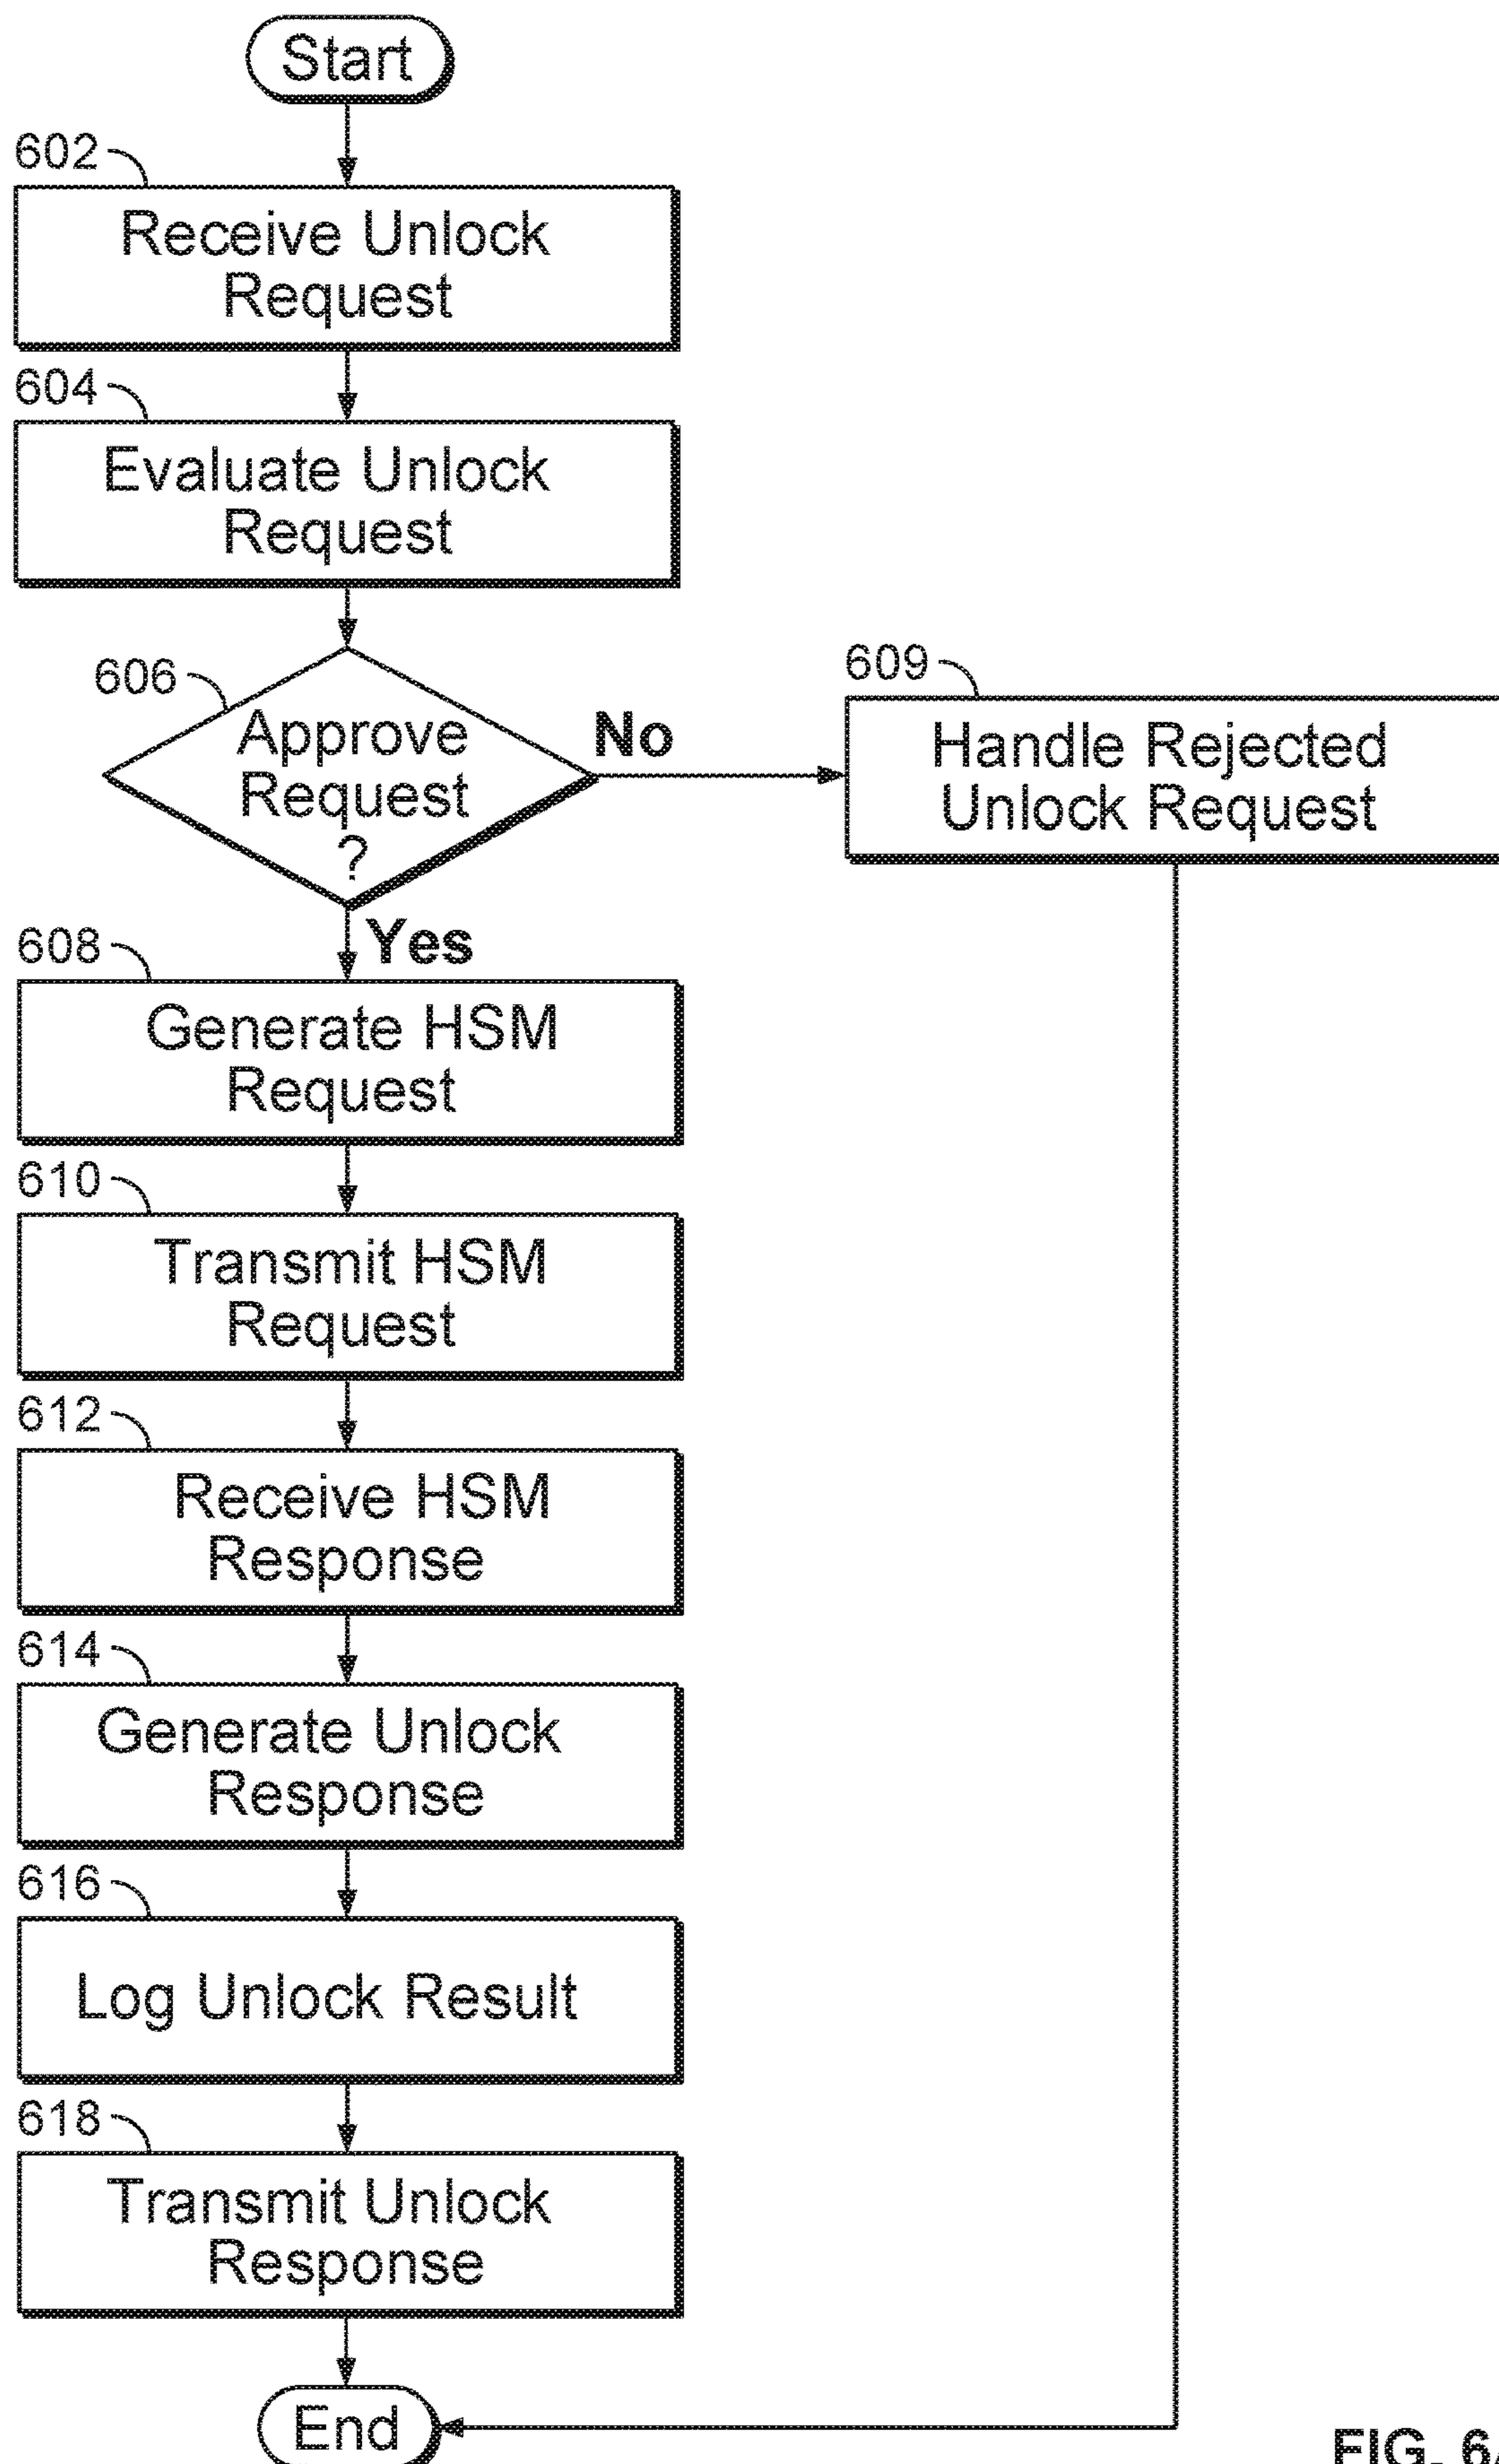 Start
602
Receive Unlock
Request
604
Evaluate Unlock
Request
606
Approve
Request
?
No
609
Handle Rejected
Unlock Request
Yes
608
Generate HSM
Request
610
Transmit HSM
Request
612
Receive HSM
Response
614
Generate Unlock
Response
616
Log Unlock Result
618
Transmit Unlock
Response
End
FIG. 6A